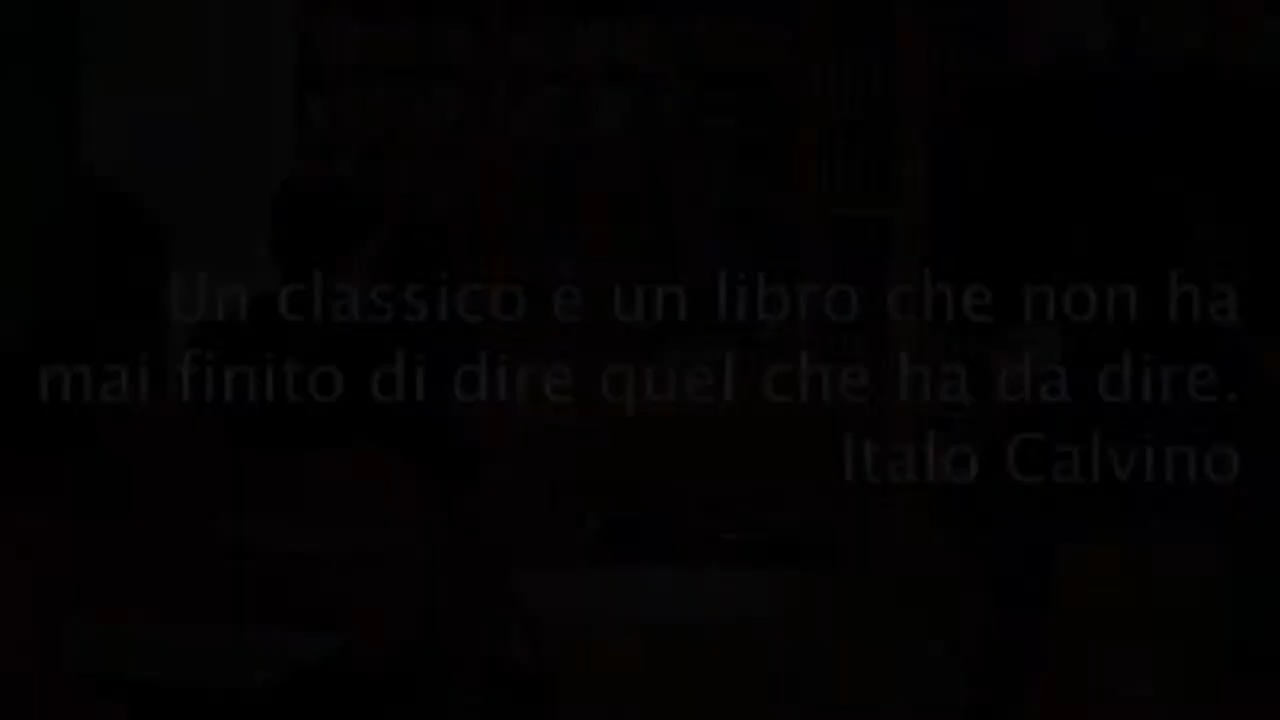 Un classico è un libro che non ha
mai finito di dire quel che ha da dire.
Italo Calvino